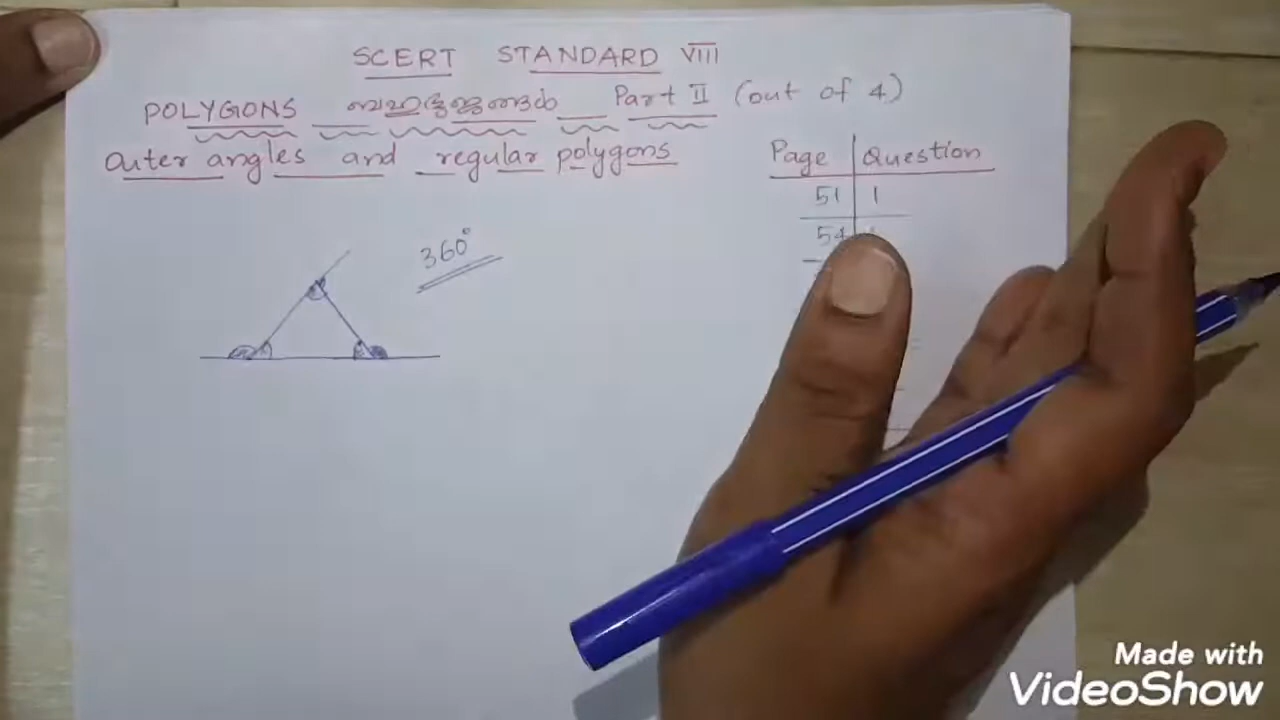 SCERT STANDARD VIII
POLYGONS ബഹുഭുജങ്ങൾ Part II (out of 4)
Outer angles and regular polygons
Page Question
51 1
54
360°
Made with
VideoShow